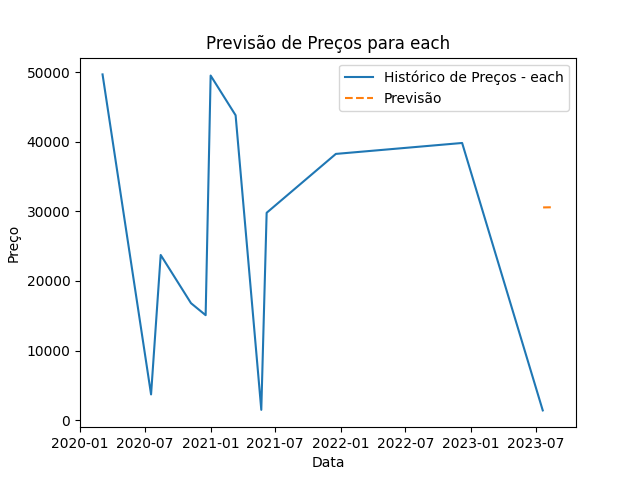 Previsão de Preços para each
Histórico de Preços - each
Previsão
Preço
50000
40000
30000
20000
10000
0
2020-01 2020-07 2021-01 2021-07 2022-01 2022-07 2023-01 2023-07
Data